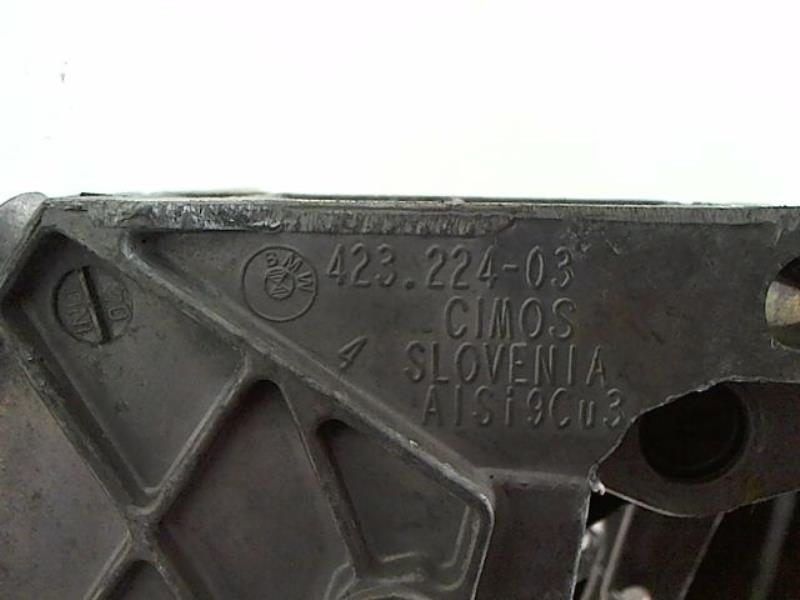 BMW 423.224-03
CIMOS
4 SLOVENIA
AlSi9Cu3